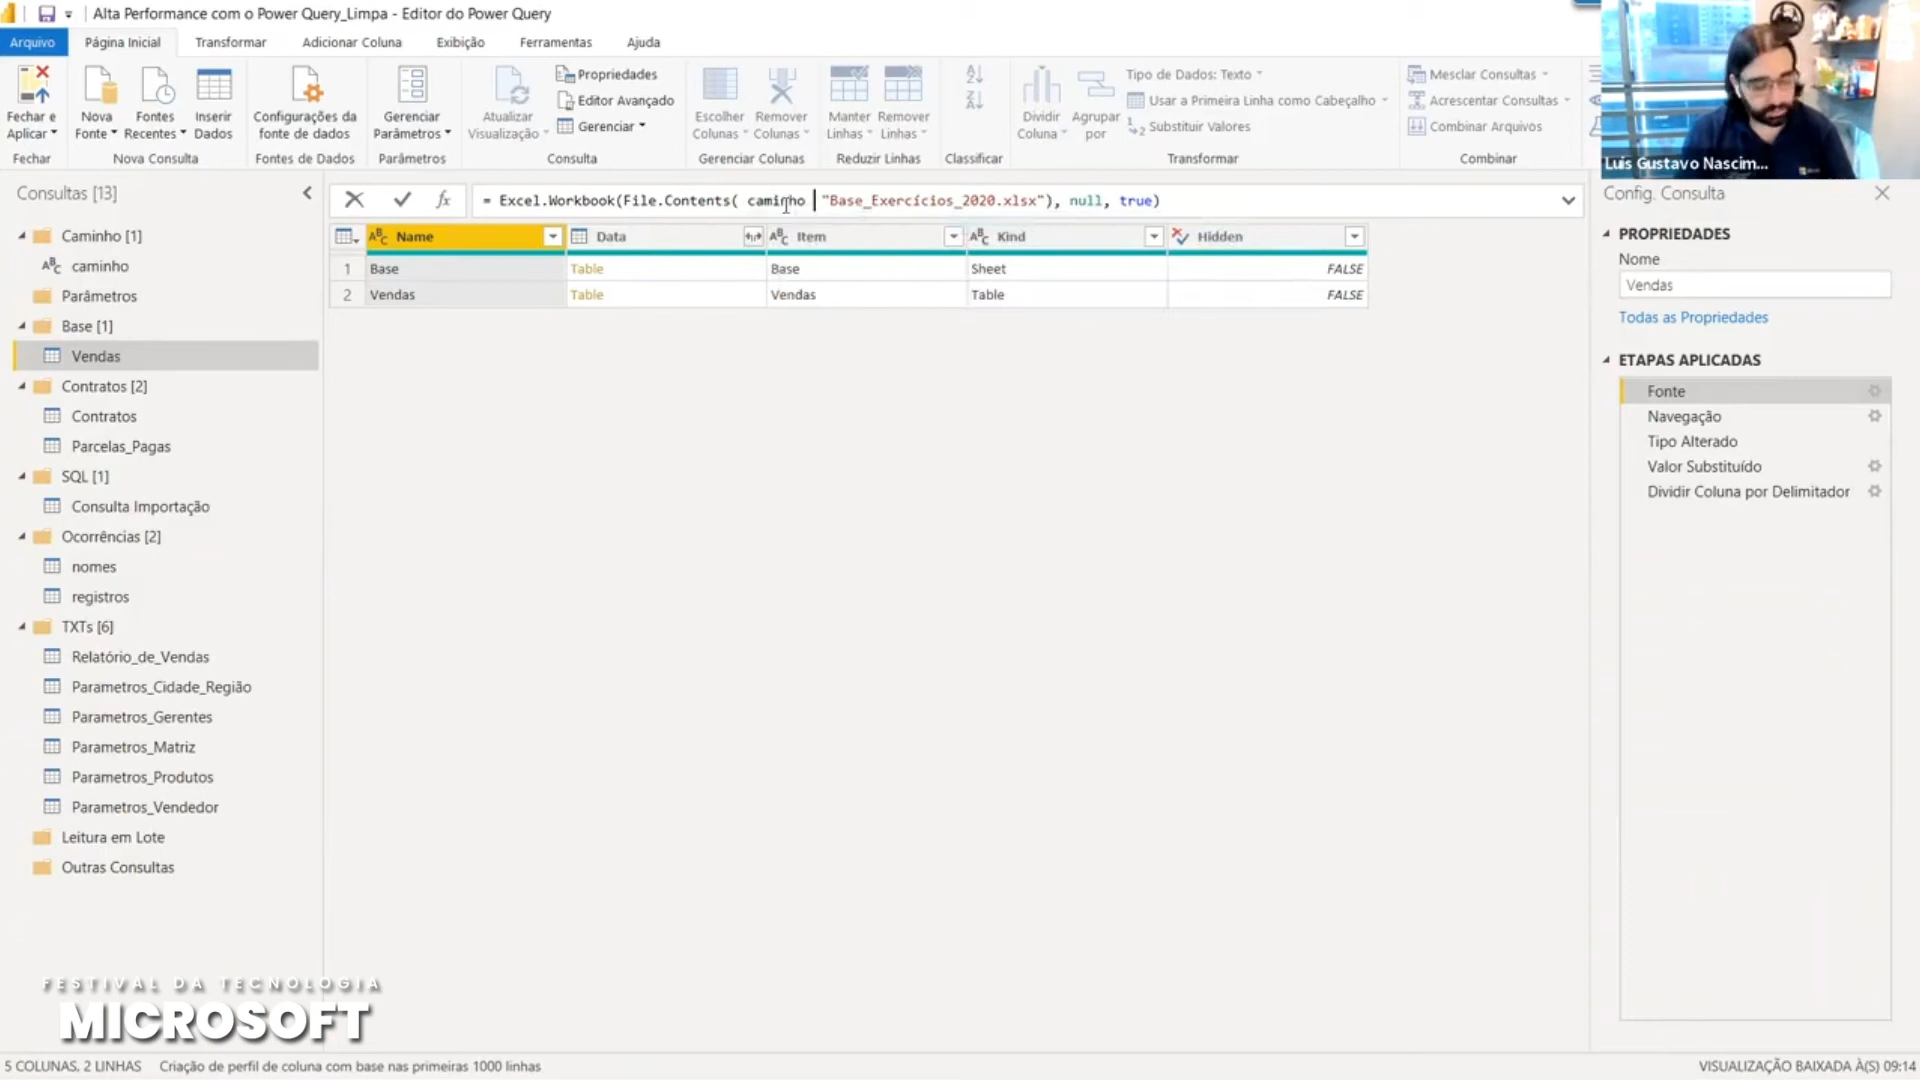 Alta Performance com o Power Query_Limpa - Editor do Power Query
Arquivo
Página Inicial
Transformar
Adicionar Coluna
Exibição
Ferramentas
Ajuda
Fechar e
Aplicar
Nova
Fonte
Fontes
Recentes
Inserir
Dados
Configurações da
fonte de dados
Gerenciar
Parâmetros
Atualizar
Visualização
Propriedades
Editor Avançado
Gerenciar
Escolher
Colunas
Remover
Colunas
Manter
Linhas
Remover
Linhas
Dividir
Coluna
Agrupar
por
Tipo de Dados: Texto
Usar a Primeira Linha como Cabeçalho
Substituir Valores
Mesclar Consultas
Acrescentar Consultas
Combinar Arquivos
Fechar
Nova Consulta
Fontes de Dados
Parâmetros
Consulta
Gerenciar Colunas
Reduzir Linhas
Classificar
Transformar
Combinar
Luis Gustavo Nascim...
Consultas [13]
Caminho [1]
caminho
Parâmetros
Base [1]
Vendas
Contratos [2]
Contratos
Parcelas_Pagas
SQL [1]
Consulta Importação
Ocorrências [2]
nomes
registros
TXTs [6]
Relatório_de_Vendas
Parametros_Cidade_Região
Parametros_Gerentes
Parametros_Matriz
Parametros_Produtos
Parametros_Vendedor
Leitura em Lote
Outras Consultas
= Excel.Workbook(File.Contents( caminho "Base_Exercícios_2020.xlsx"), null, true)
Name Data Item Kind Hidden
1 Base Table Base Sheet FALSE
2 Vendas Table Vendas Table FALSE
Config. Consulta
PROPRIEDADES
Nome
Vendas
Todas as Propriedades
ETAPAS APLICADAS
Fonte
Navegação
Tipo Alterado
Valor Substituído
Dividir Coluna por Delimitador
FESTIVAL DA TECNOLOGIA
MICROSOFT
5 COLUNAS, 2 LINHAS
Criação de perfil de coluna com base nas primeiras 1000 linhas
VISUALIZAÇÃO BAIXADA À(S) 09:14